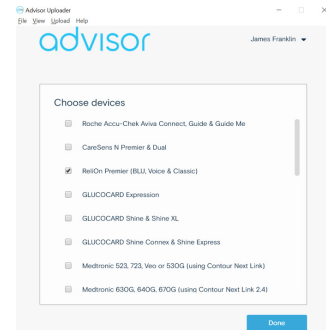 Advisor Uploader
File View Upload Help
advisor
James Franklin
Choose devices
Roche Accu-Chek Aviva Connect, Guide & Guide Me
CareSens N Premier & Dual
ReliOn Premier (BLU, Voice & Classic)
GLUCOCARD Expression
GLUCOCARD Shine & Shine XL
GLUCOCARD Shine Connex & Shine Express
Medtronic 523, 723, Veo or 530G (using Contour Next Link)
Medtronic 630G, 640G, 670G (using Contour Next Link 2.4)
Done